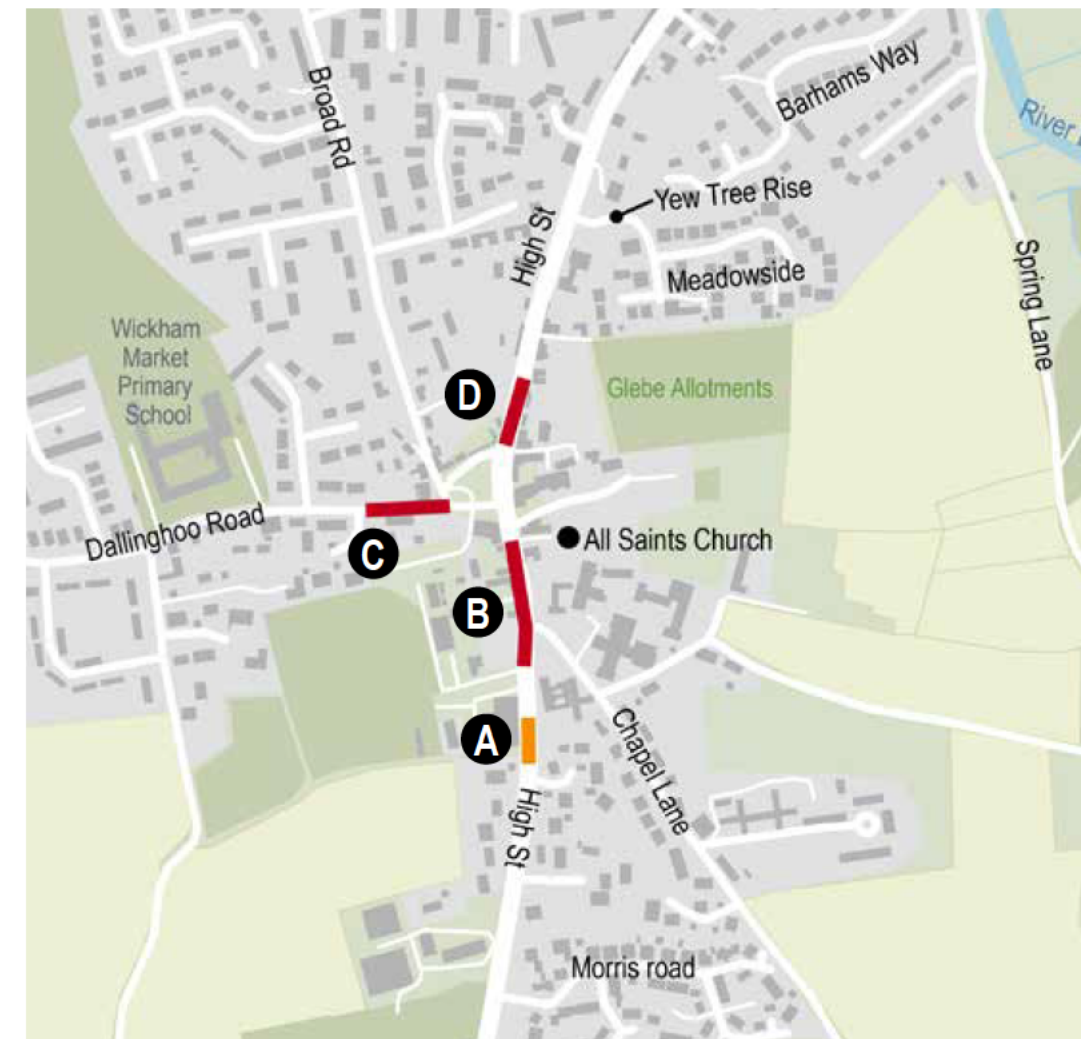 Broad Rd
Barhams Way
River
Yew Tree Rise
High St
Meadowside
Spring Lane
Wickham
Market
Primary
School
D
Glebe Allotments
Dallinghoo Road
C
All Saints Church
B
A
Chapel Lane
High St
Morris road